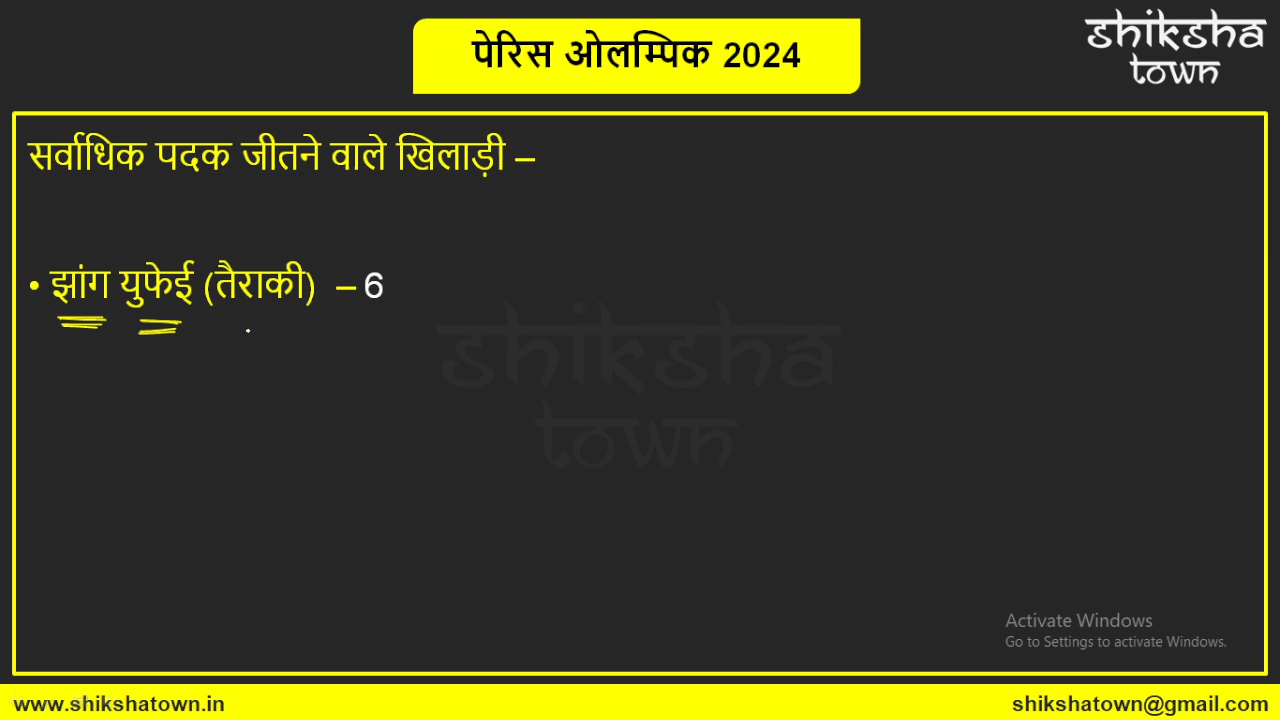 पेरिस ओलम्पिक 2024
shiksha
town
सर्वाधिक पदक जीतने वाले खिलाड़ी –
• झांग युफेई (तैराकी) – 6
shiksha
town
Activate Windows
Go to Settings to activate Windows.
www.shikshatown.in
shikshatown@gmail.com